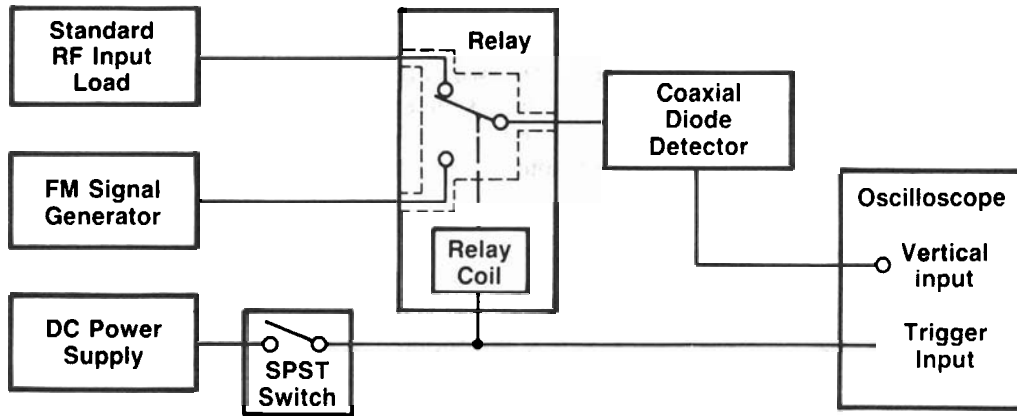 Standard
RF Input
Load
Relay
Coaxial
Diode
Detector
FM Signal
Generator
Oscilloscope
Vertical
input
Relay
Coil
DC Power
Supply
SPST
Switch
Trigger
Input